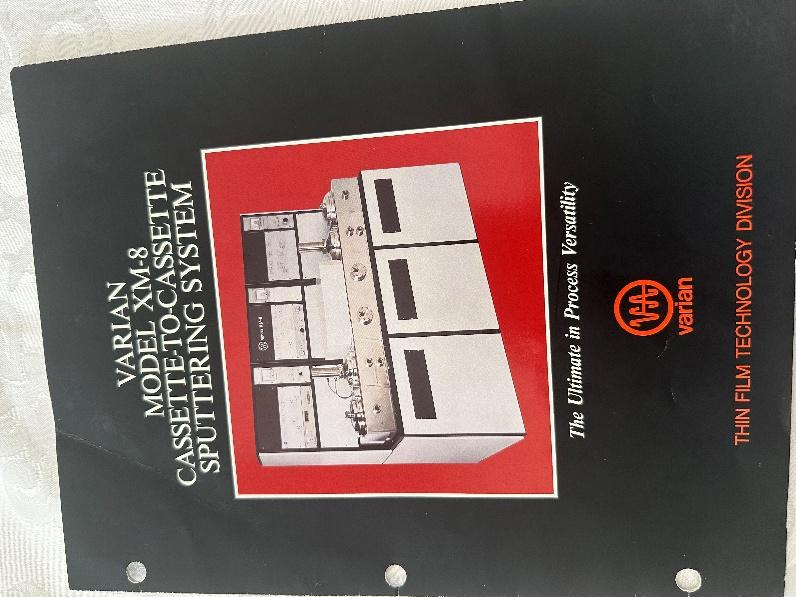 VARIAN
MODEL XM-8
CASSETTE-TO-CASSETTE
SPUTTERING SYSTEM
The Ultimate in Process Versatility
varian
THIN FILM TECHNOLOGY DIVISION